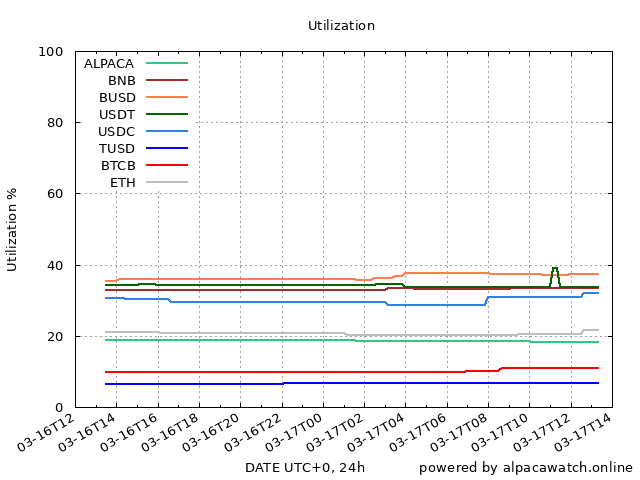 Utilization
100
80
60
40
20
0
Utilization %
ALPACA
BNB
BUSD
USDT
USDC
TUSD
BTCB
ETH
03-16T12
03-16T14
03-16T16
03-16T18
03-16T20
03-16T22
03-17T00
03-17T02
03-17T04
03-17T06
03-17T08
03-17T10
03-17T12
03-17T14
DATE UTC+0, 24h
powered by alpacawatch.online